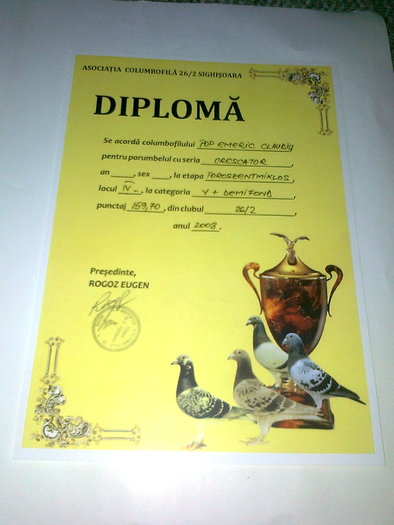 ASOCIAȚIA COLUMBOFILĂ 26/2 SIGHIȘOARA
DIPLOMĂ
Se acordă columbofilului POP EMERIC CLAUDIU
pentru porumbelul cu seria CRESCATOR,
an ____, sex ____, la etapa TOROSZENTMIKLOS,
locul IV, la categoria V + DEMIFOND
punctaj 159,70, din clubul 26/2,
anul 2008.
Președinte,
ROGOZ EUGEN